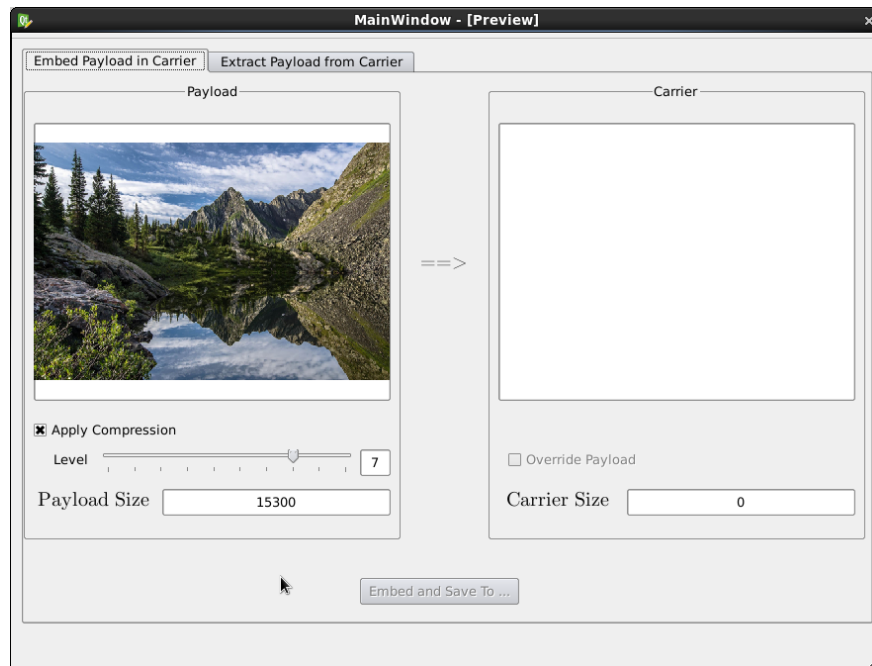 MainWindow - [Preview]
Embed Payload in Carrier
Extract Payload from Carrier
Payload
Carrier
==>
Apply Compression
Level
7
Override Payload
Payload Size
15300
Carrier Size
0
Embed and Save To ...